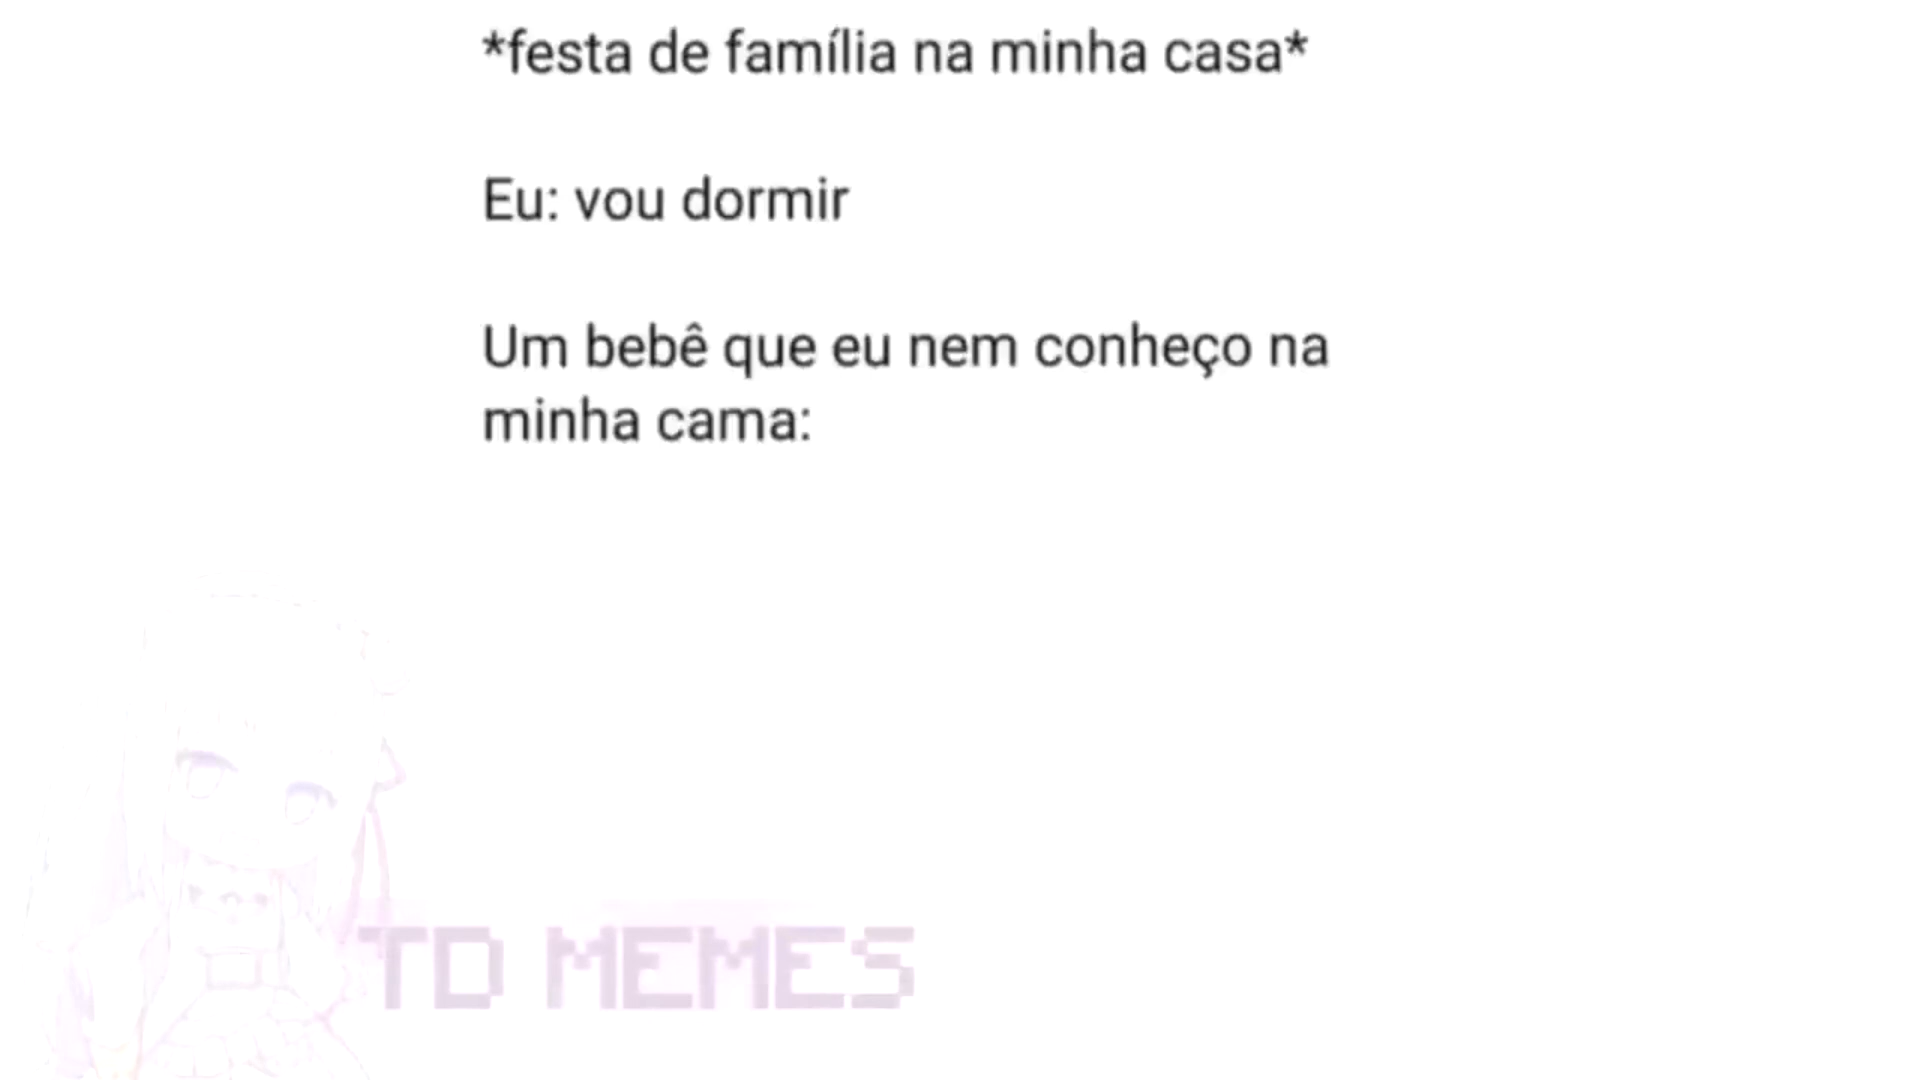 *festa de família na minha casa*
Eu: vou dormir
Um bebê que eu nem conheço na
minha cama:
TD MEMES